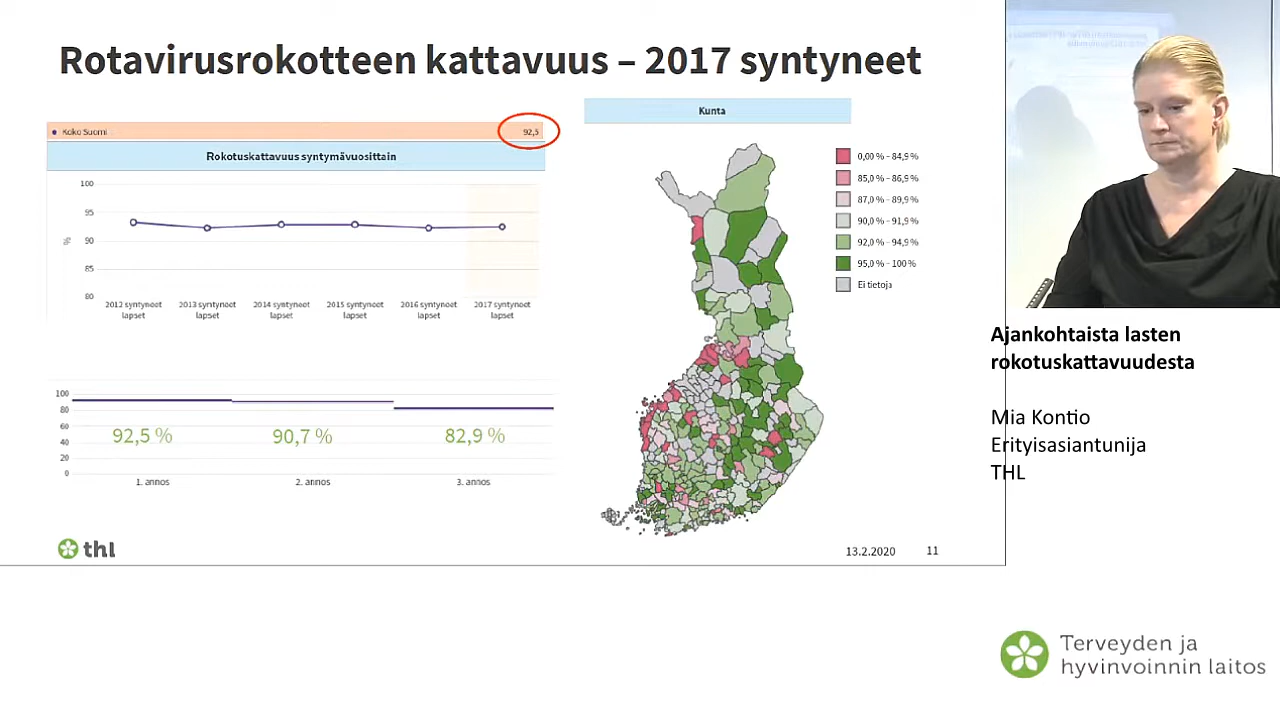 Rotavirusrokotteen kattavuus – 2017 syntyneet
Koko Suomi
92,5
Rokotuskattavuus syntymävuosittain
100
95
90
85
80
%
2012 syntyneet lapset
2013 syntyneet lapset
2014 syntyneet lapset
2015 syntyneet lapset
2016 syntyneet lapset
2017 syntyneet lapset
100
80
60
40
20
0
92,5 %
90,7 %
82,9 %
1. annos
2. annos
3. annos
Kunta
0,00 % - 84,9 %
85,0 % - 86,9 %
87,0 % - 89,9 %
90,0 % - 91,9 %
92,0 % - 94,9 %
95,0 % - 100 %
Ei tietoja
thl
13.2.2020
11
Ajankohtaista lasten
rokotuskattavuudesta
Mia Kontio
Erityisasiantunija
THL
Terveyden ja
hyvinvoinnin laitos